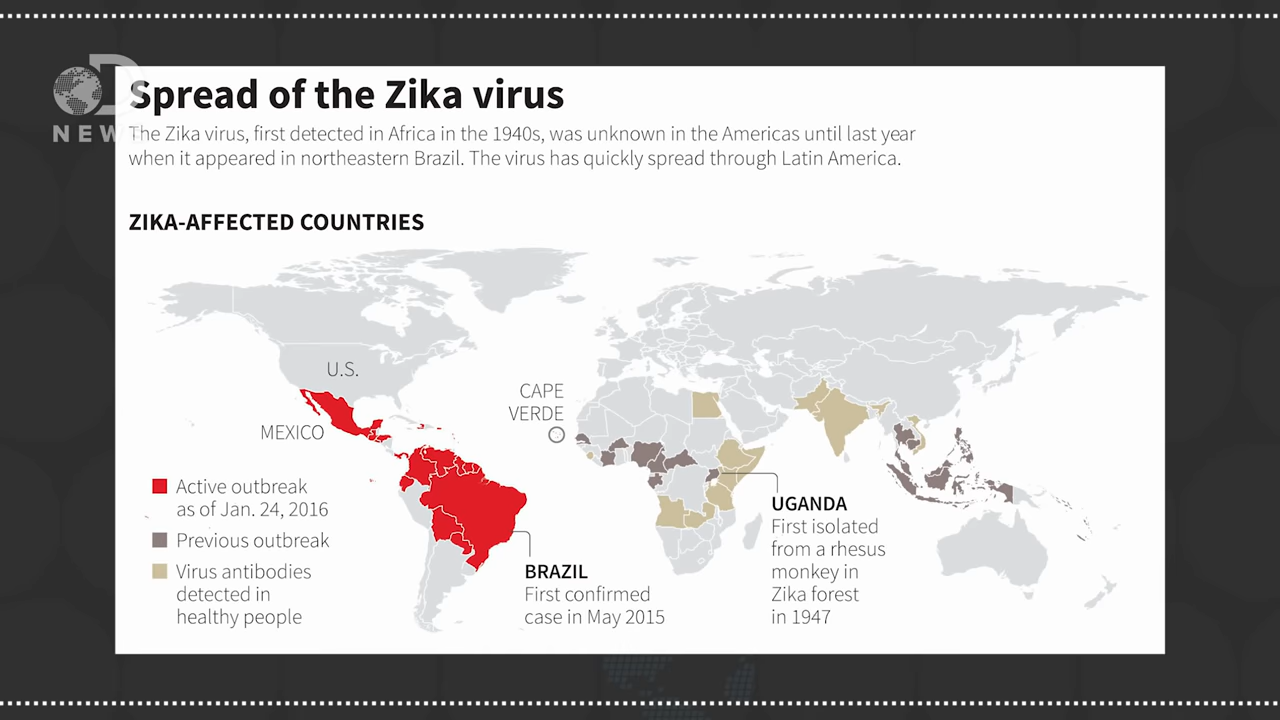 Spread of the Zika virus
The Zika virus, first detected in Africa in the 1940s, was unknown in the Americas until last year
when it appeared in northeastern Brazil. The virus has quickly spread through Latin America.
D
NEW
ZIKA-AFFECTED COUNTRIES
U.S.
MEXICO
CAPE
VERDE
Active outbreak
as of Jan. 24, 2016
Previous outbreak
Virus antibodies
detected in
healthy people
BRAZIL
First confirmed
case in May 2015
UGANDA
First isolated
from a rhesus
monkey in
Zika forest
in 1947